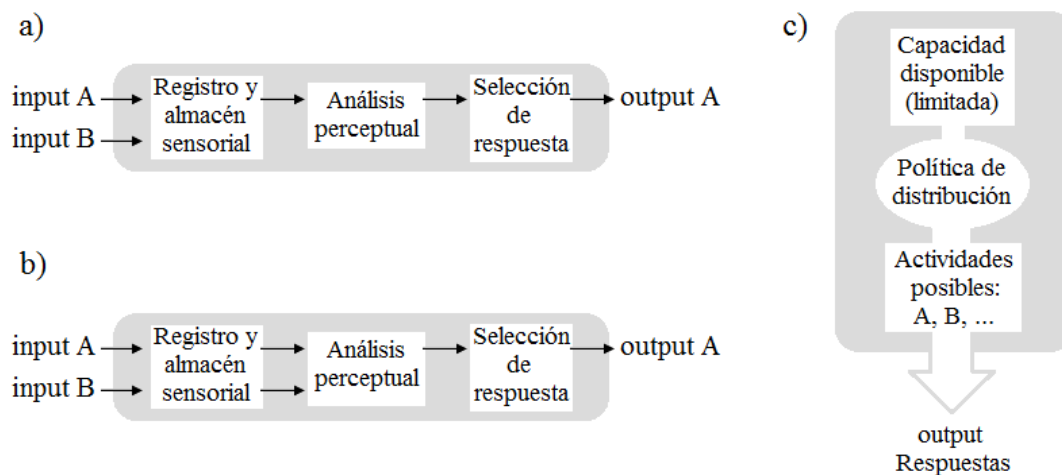 a)
input A
input B
Registro y
almacén
sensorial
Análisis
perceptual
Selección
de
respuesta
output A
b)
input A
input B
Registro y
almacén
sensorial
Análisis
perceptual
Selección
de
respuesta
output A
c)
Capacidad
disponible
(limitada)
Política de
distribución
Actividades
posibles:
A, B, ...
output
Respuestas